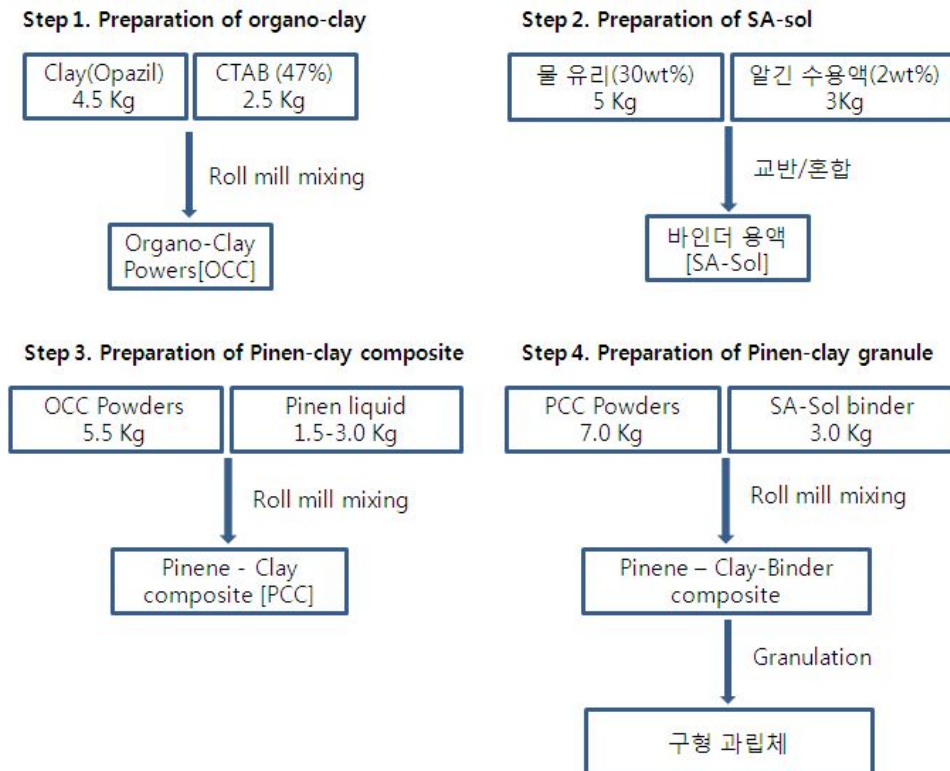 Step 1. Preparation of organo-clay
Clay(Opazil)
4.5 Kg
CTAB (47%)
2.5 Kg
Roll mill mixing
Organo-Clay
Powers[OCC]
Step 2. Preparation of SA-sol
물 유리(30wt%)
5 Kg
알긴 수용액(2wt%)
3Kg
교반/혼합
바인더 용액
[SA-Sol]
Step 3. Preparation of Pinen-clay composite
OCC Powders
5.5 Kg
Pinen liquid
1.5-3.0 Kg
Roll mill mixing
Pinene - Clay
composite [PCC]
Step 4. Preparation of Pinen-clay granule
PCC Powders
7.0 Kg
SA-Sol binder
3.0 Kg
Roll mill mixing
Pinene – Clay-Binder
composite
Granulation
구형 과립체